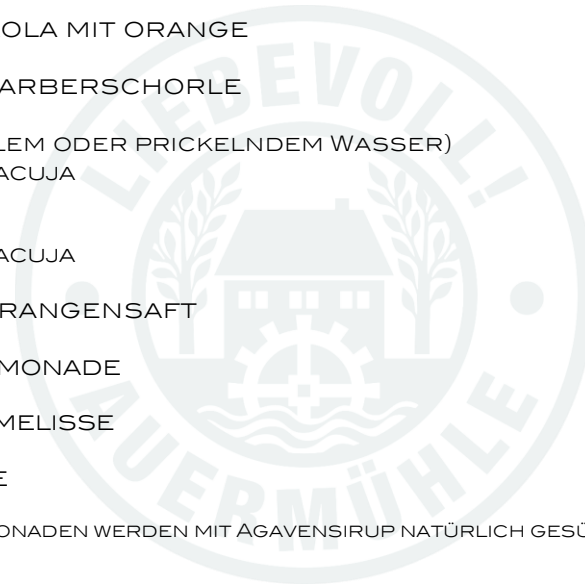 OLA MIT ORANGE
ARBERSCHORLE
LEM ODER PRICKELNDEM WASSER)
ACUJA
ACUJA
RANGENSAFT
MONADE
MELISSE
E
ONADEN WERDEN MIT AGAVENSIRUP NATÜRLICH GESÜ
LIEBEVOLL!
AUERMÜHLE